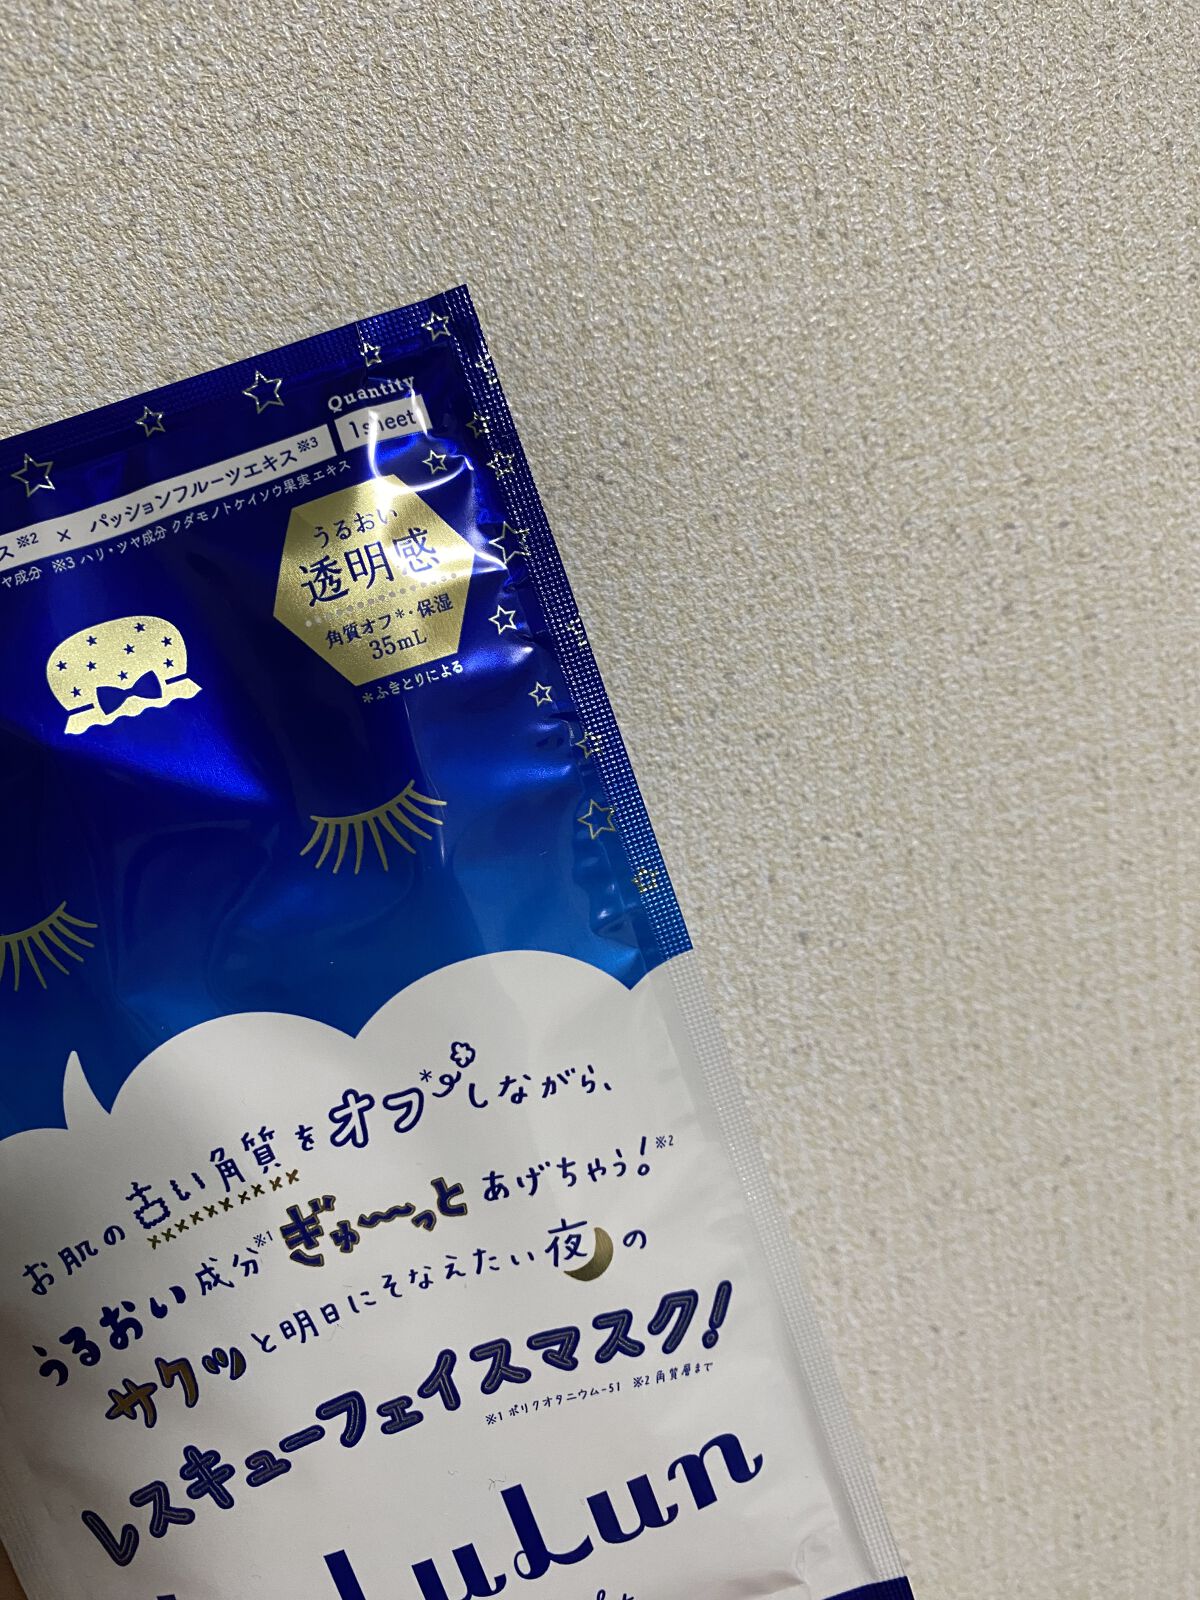 Quantity
1sheet
ス※2 × パッションフルーツエキス※3
ヤ成分 ※3 ハリ・ツヤ成分 クダモノトケイソウ果実エキス
うるおい
透明感
角質オフ*・保湿
35mL
*ふきとりによる
お肌の古い角質をオフ*しながら、
うるおい成分※1ぎゅ〜っとあげちゃう!※2
サクッと明日にそなえたい夜の
レスキューフェイスマスク!
※1 ポリクオタニウム-51 ※2 角質層まで
LuLun